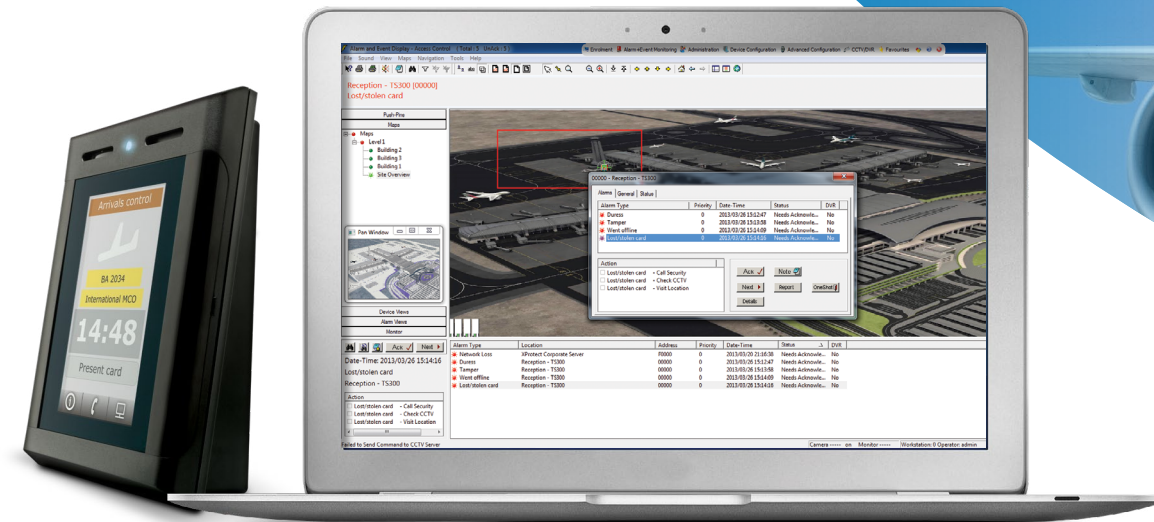 Arrivals control
BA 2034
International MCO
14:48
Present card
Alarm and Event Display - Access Control (Total : 5 UnAck : 5)
Enrolment Alarm+Event Monitoring Administration Device Configuration Advanced Configuration CCTV/DVR Favourites
File Sound View Maps Navigation Tools Help
Reception - TS300 [00000]
Lost/stolen card
Push-Pins
Maps
Maps
Level 1
Building 2
Building 3
Building 1
Site Overview
Pan Window
Device Views
Alarm Views
Monitor
Ack Next
Date-Time: 2013/03/26 15:14:16
Lost/stolen card
Reception - TS300
Action
Lost/stolen card - Call Security
Lost/stolen card - Check CCTV
Lost/stolen card - Visit Location
00000 - Reception - TS300
Alarms General Status
Alarm Type Priority Date-Time Status DVR
Duress 0 2013/03/26 15:12:47 Needs Acknowle... No
Tamper 0 2013/03/26 15:13:58 Needs Acknowle... No
Went offline 0 2013/03/26 15:14:09 Needs Acknowle... No
Lost/stolen card 0 2013/03/26 15:14:16 Needs Acknowle... No
Action
Lost/stolen card - Call Security
Lost/stolen card - Check CCTV
Lost/stolen card - Visit Location
Ack Note
Next Report OneShot
Details
Alarm Type Location Address Priority Date-Time Status DVR
Network Loss XProtect Corporate Server F0000 0 2013/03/20 21:16:30 Needs Acknowle... No
Duress Reception - TS300 00000 0 2013/03/26 15:12:47 Needs Acknowle... No
Tamper Reception - TS300 00000 0 2013/03/26 15:13:58 Needs Acknowle... No
Went offline Reception - TS300 00000 0 2013/03/26 15:14:09 Needs Acknowle... No
Lost/stolen card Reception - TS300 00000 0 2013/03/26 15:14:16 Needs Acknowle... No
Failed to Send Command to CCTV Server
Camera ----- on Monitor ----- Workstation: 0 Operator: admin